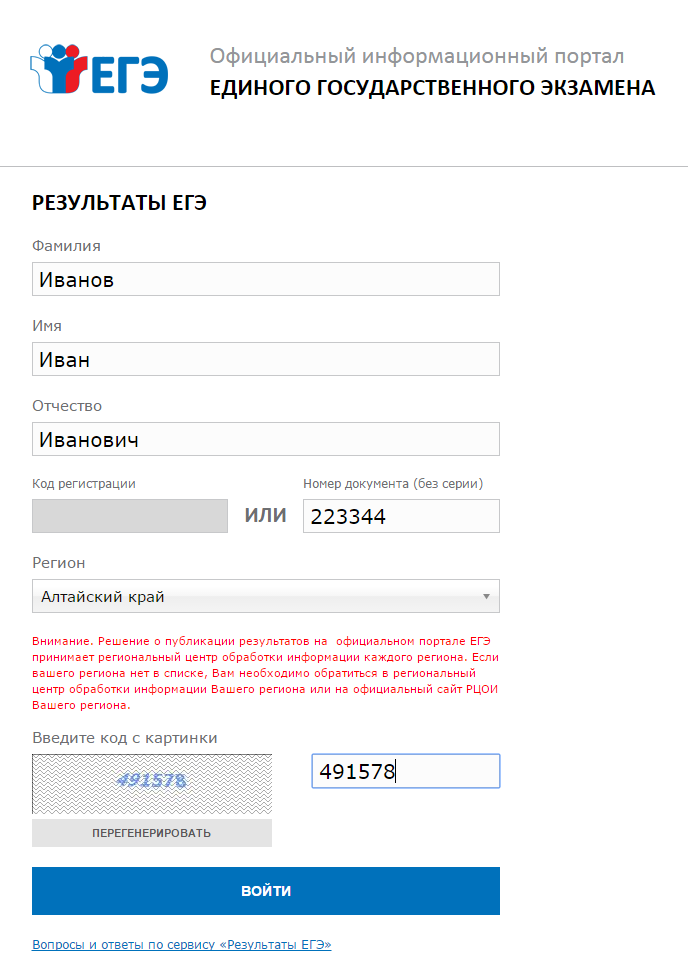 ЕГЭ
Официальный информационный портал
ЕДИНОГО ГОСУДАРСТВЕННОГО ЭКЗАМЕНА
РЕЗУЛЬТАТЫ ЕГЭ
Фамилия
Иванов
Имя
Иван
Отчество
Иванович
Код регистрации
ИЛИ
Номер документа (без серии)
223344
Регион
Алтайский край
Внимание. Решение о публикации результатов на официальном портале ЕГЭ
принимает региональный центр обработки информации каждого региона. Если
вашего региона нет в списке, Вам необходимо обратиться в региональный
центр обработки информации Вашего региона или на официальный сайт РЦОИ
Вашего региона.
Введите код с картинки
491578
491578
ПЕРЕГЕНЕРИРОВАТЬ
ВОЙТИ
Вопросы и ответы по сервису «Результаты ЕГЭ»